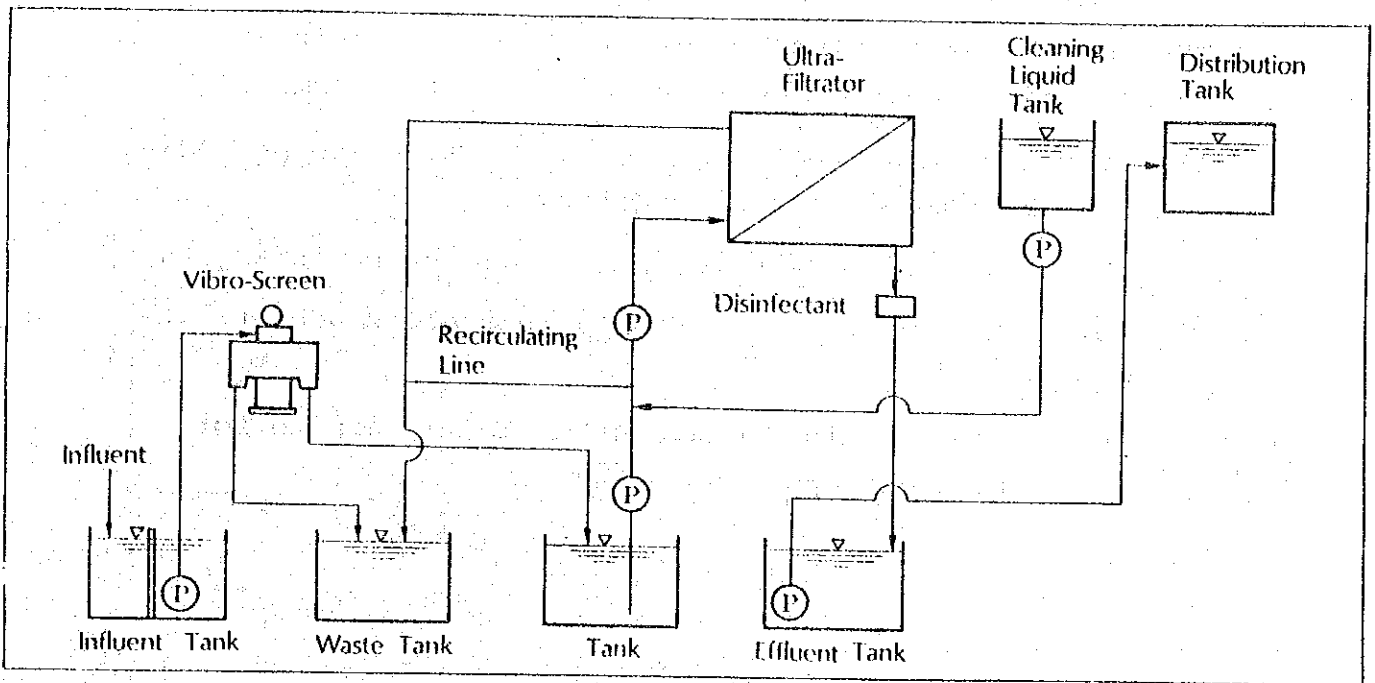 Ultra-
Filtrator
Cleaning
Liquid
Tank
Distribution
Tank
P
Vibro-Screen
Disinfectant
P
Recirculating
Line
Influent
P
P
P
Influent Tank
Waste Tank
Tank
Effluent Tank